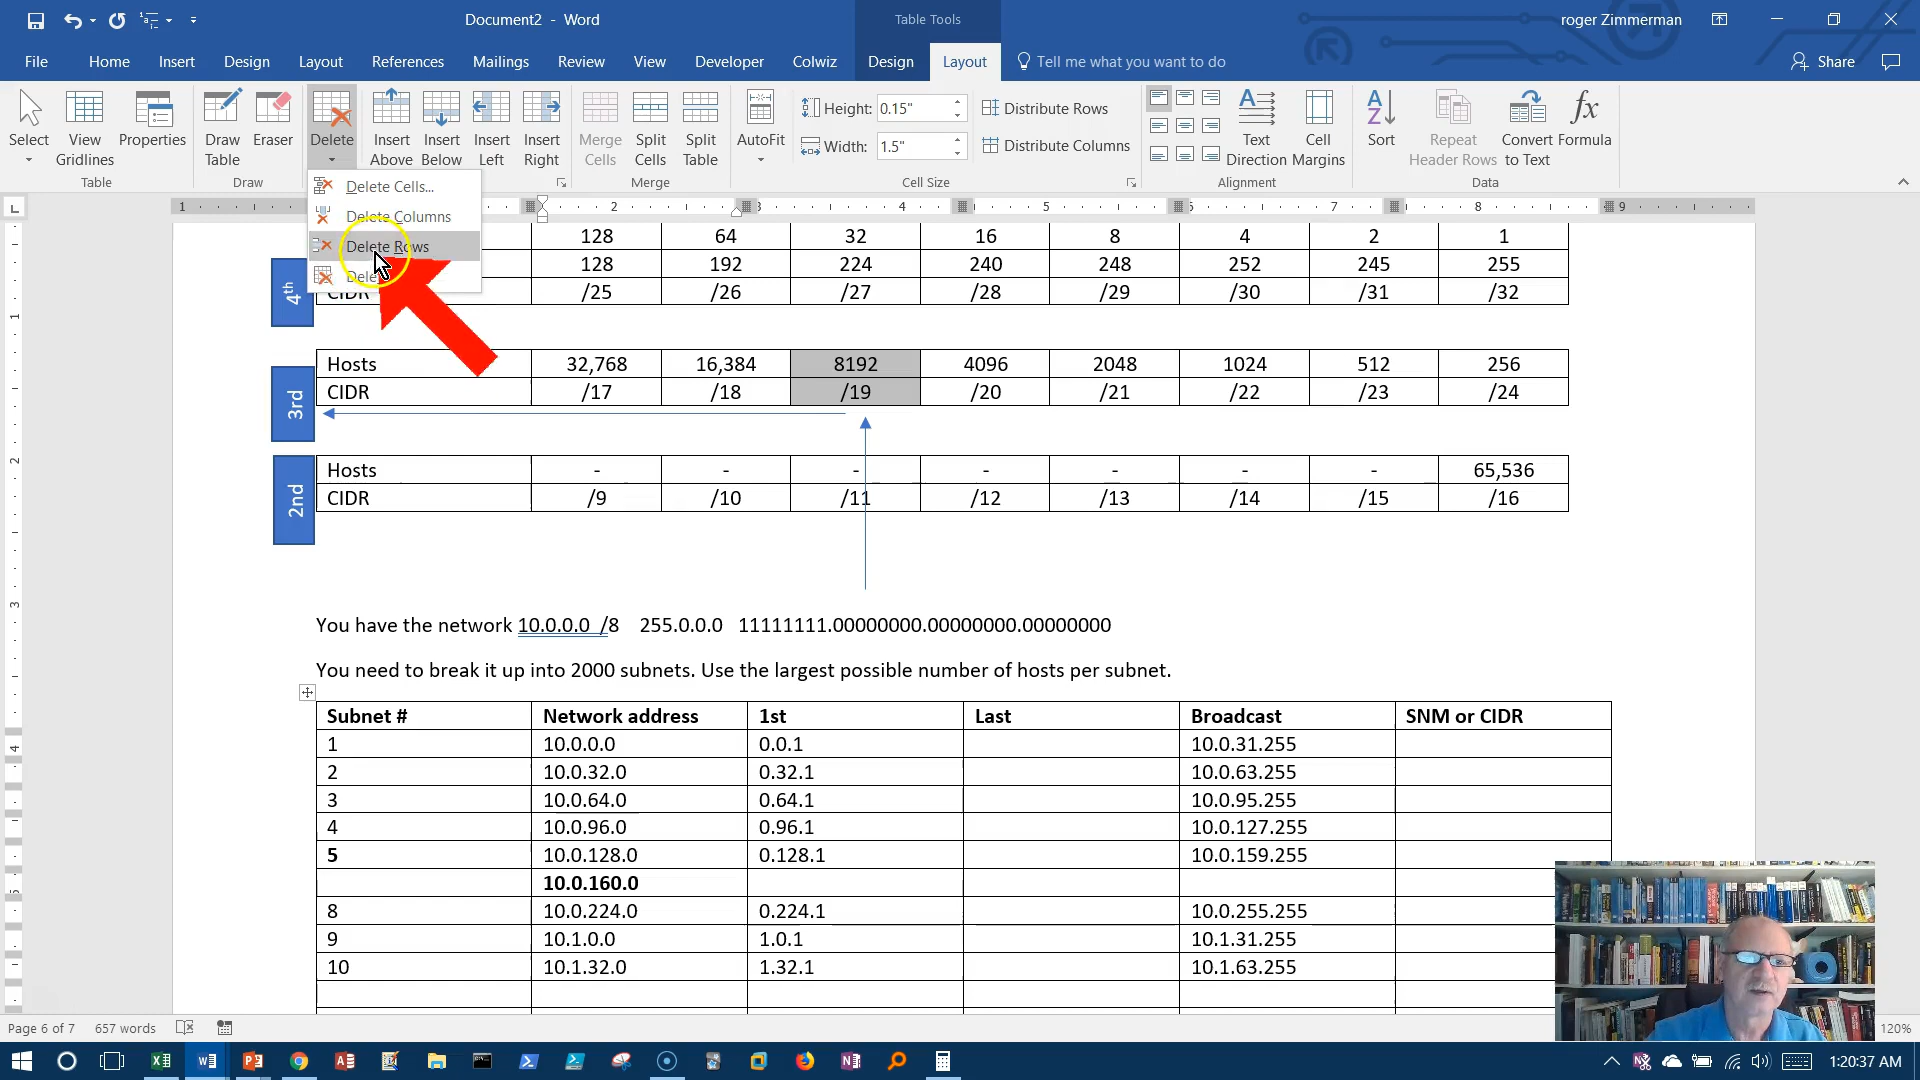 Document2 - Word
Table Tools
roger Zimmerman
File Home Insert Design Layout References Mailings Review View Developer Colwiz Design Layout Tell me what you want to do Share
Select
View Gridlines
Properties
Draw Table
Eraser
Delete
Insert Above
Insert Below
Insert Left
Insert Right
Merge Cells
Split Cells
Split Table
AutoFit
Height: 0.15"
Width: 1.5"
Distribute Rows
Distribute Columns
Text Direction
Cell Margins
Sort
Repeat Header Rows
Convert to Text
Formula
Table Draw Merge Cell Size Alignment Data
Delete Cells...
Delete Columns
Delete Rows
1 2 3 4 5 6 7 8 9
128 64 32 16 8 4 2 1
128 192 224 240 248 252 245 255
4th
CIDR /25 /26 /27 /28 /29 /30 /31 /32
3rd
Hosts 32,768 16,384 8192 4096 2048 1024 512 256
CIDR /17 /18 /19 /20 /21 /22 /23 /24
2nd
Hosts - - - - - - - 65,536
CIDR /9 /10 /11 /12 /13 /14 /15 /16
You have the network 10.0.0.0 /8 255.0.0.0 11111111.00000000.00000000.00000000
You need to break it up into 2000 subnets. Use the largest possible number of hosts per subnet.
Subnet # Network address 1st Last Broadcast SNM or CIDR
1 10.0.0.0 0.0.1 10.0.31.255
2 10.0.32.0 0.32.1 10.0.63.255
3 10.0.64.0 0.64.1 10.0.95.255
4 10.0.96.0 0.96.1 10.0.127.255
5 10.0.128.0 0.128.1 10.0.159.255
10.0.160.0
8 10.0.224.0 0.224.1 10.0.255.255
9 10.1.0.0 1.0.1 10.1.31.255
10 10.1.32.0 1.32.1 10.1.63.255
Page 6 of 7 657 words
120%
1:20:37 AM